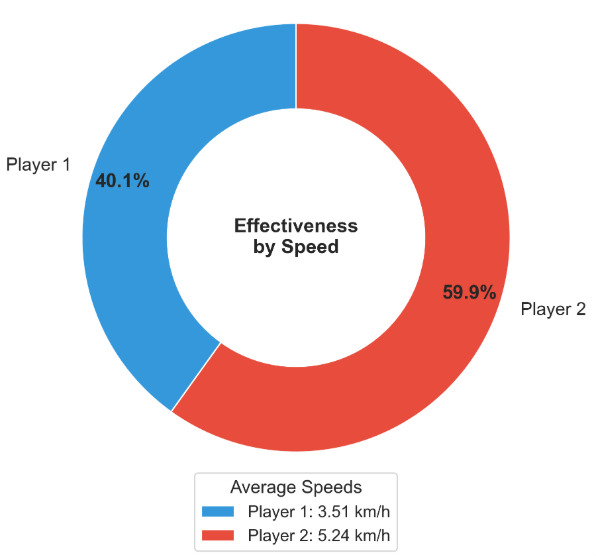 Player 1
40.1%
Effectiveness
by Speed
59.9%
Player 2
Average Speeds
Player 1: 3.51 km/h
Player 2: 5.24 km/h